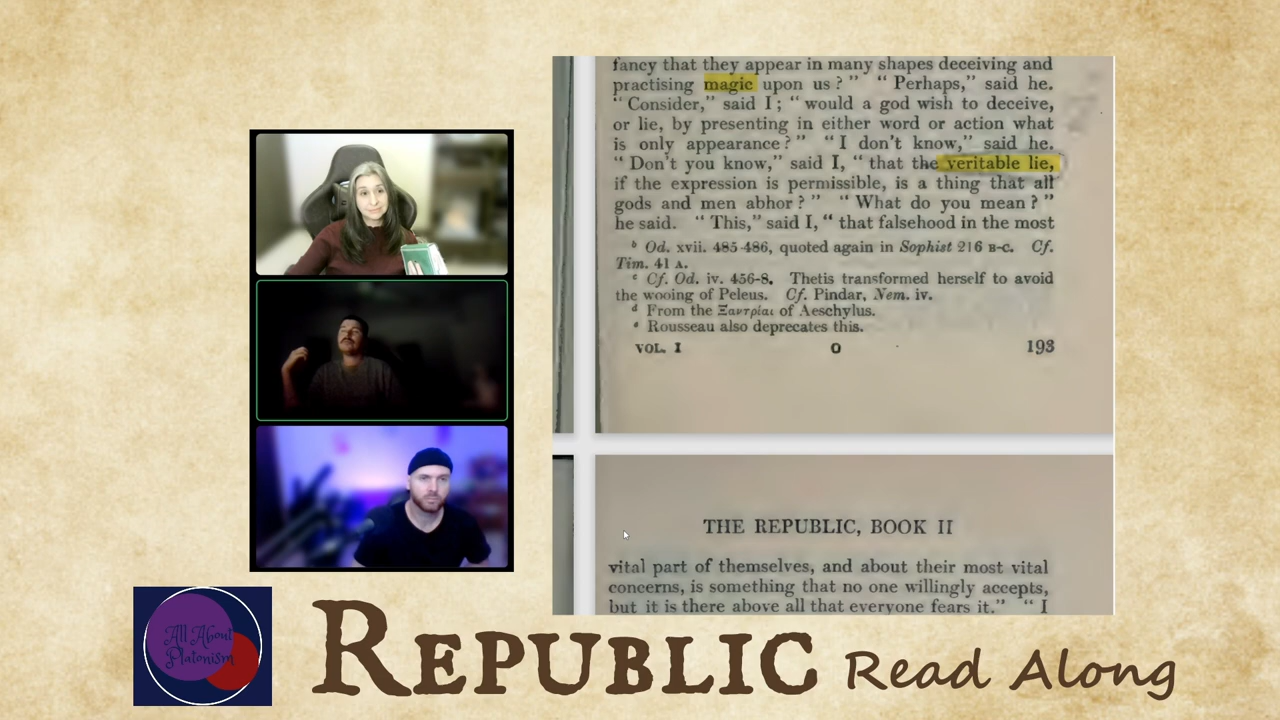 fancy that they appear in many shapes deceiving and
practising magic upon us ? ” “ Perhaps,” said he.
“ Consider,” said I ; “ would a god wish to deceive,
or lie, by presenting in either word or action what
is only appearance ? ” “ I don’t know,” said he.
“ Don’t you know,” said I, “ that the veritable lie,
if the expression is permissible, is a thing that all
gods and men abhor ? ” “ What do you mean ? ”
he said. “ This,” said I, “ that falsehood in the most
ᵇ Od. xvii. 485-486, quoted again in Sophist 216 B-C. Cf.
Tim. 41 A.
ᶜ Cf. Od. iv. 456-8. Thetis transformed herself to avoid
the wooing of Peleus. Cf. Pindar, Nem. iv.
ᵈ From the Ξαντρίαι of Aeschylus.
ᵉ Rousseau also deprecates this.
VOL. I O 193
THE REPUBLIC, BOOK II
vital part of themselves, and about their most vital
concerns, is something that no one willingly accepts,
but it is there above all that everyone fears it.” “ I
All About
Platonism
REPUBLIC Read Along